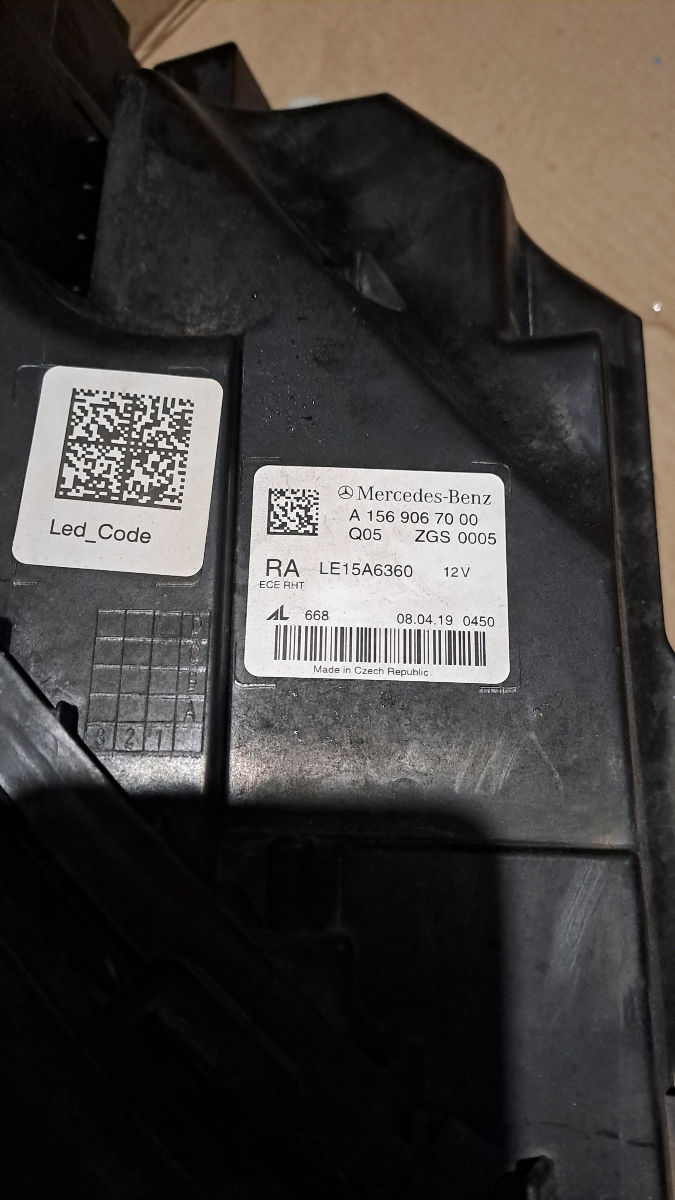 Led_Code
Mercedes-Benz
A 156 906 70 00
Q05 ZGS 0005
RA LE15A6360 12V
ECE RHT
AL 668 08.04.19 0450
Made in Czech Republic
B
A
3 2 1